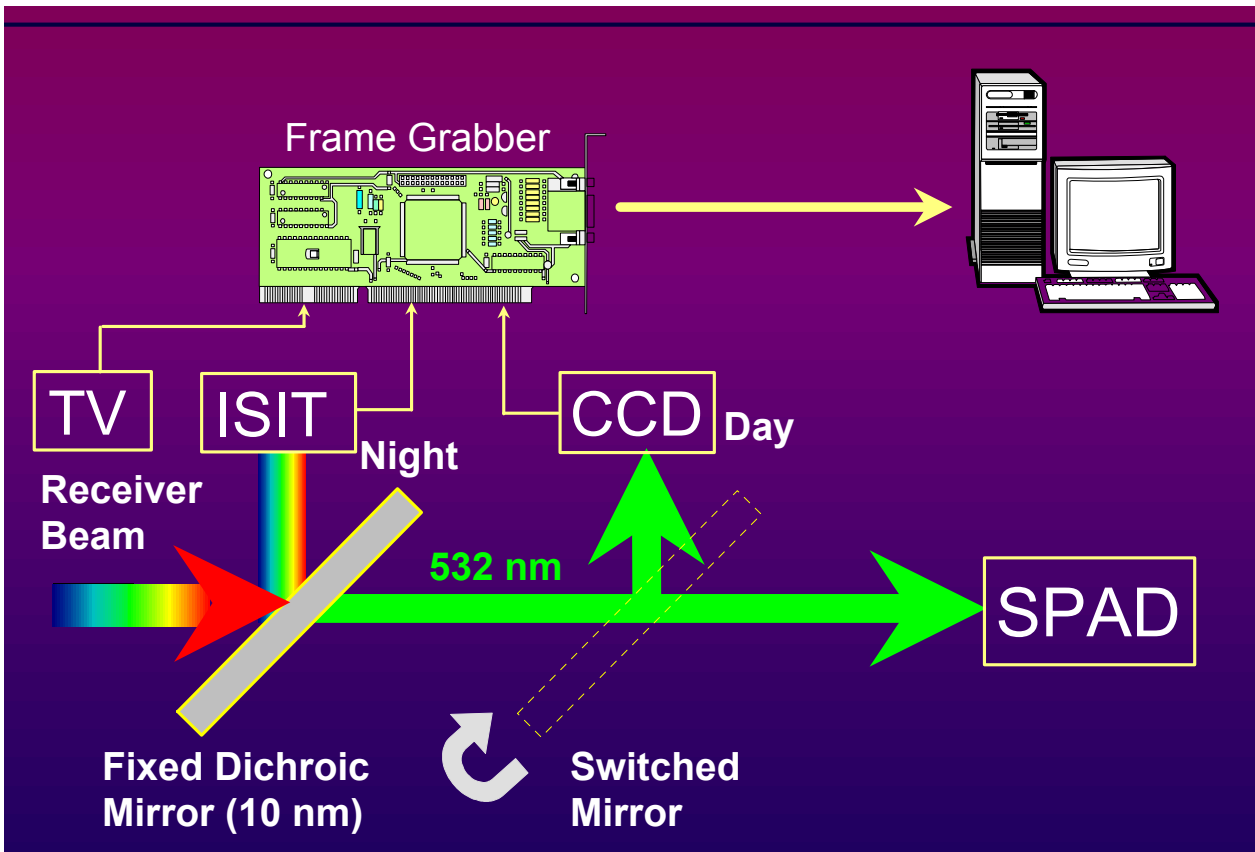 Frame Grabber
TV
ISIT
CCD
Day
Night
Receiver
Beam
532 nm
SPAD
Fixed Dichroic
Mirror (10 nm)
Switched
Mirror